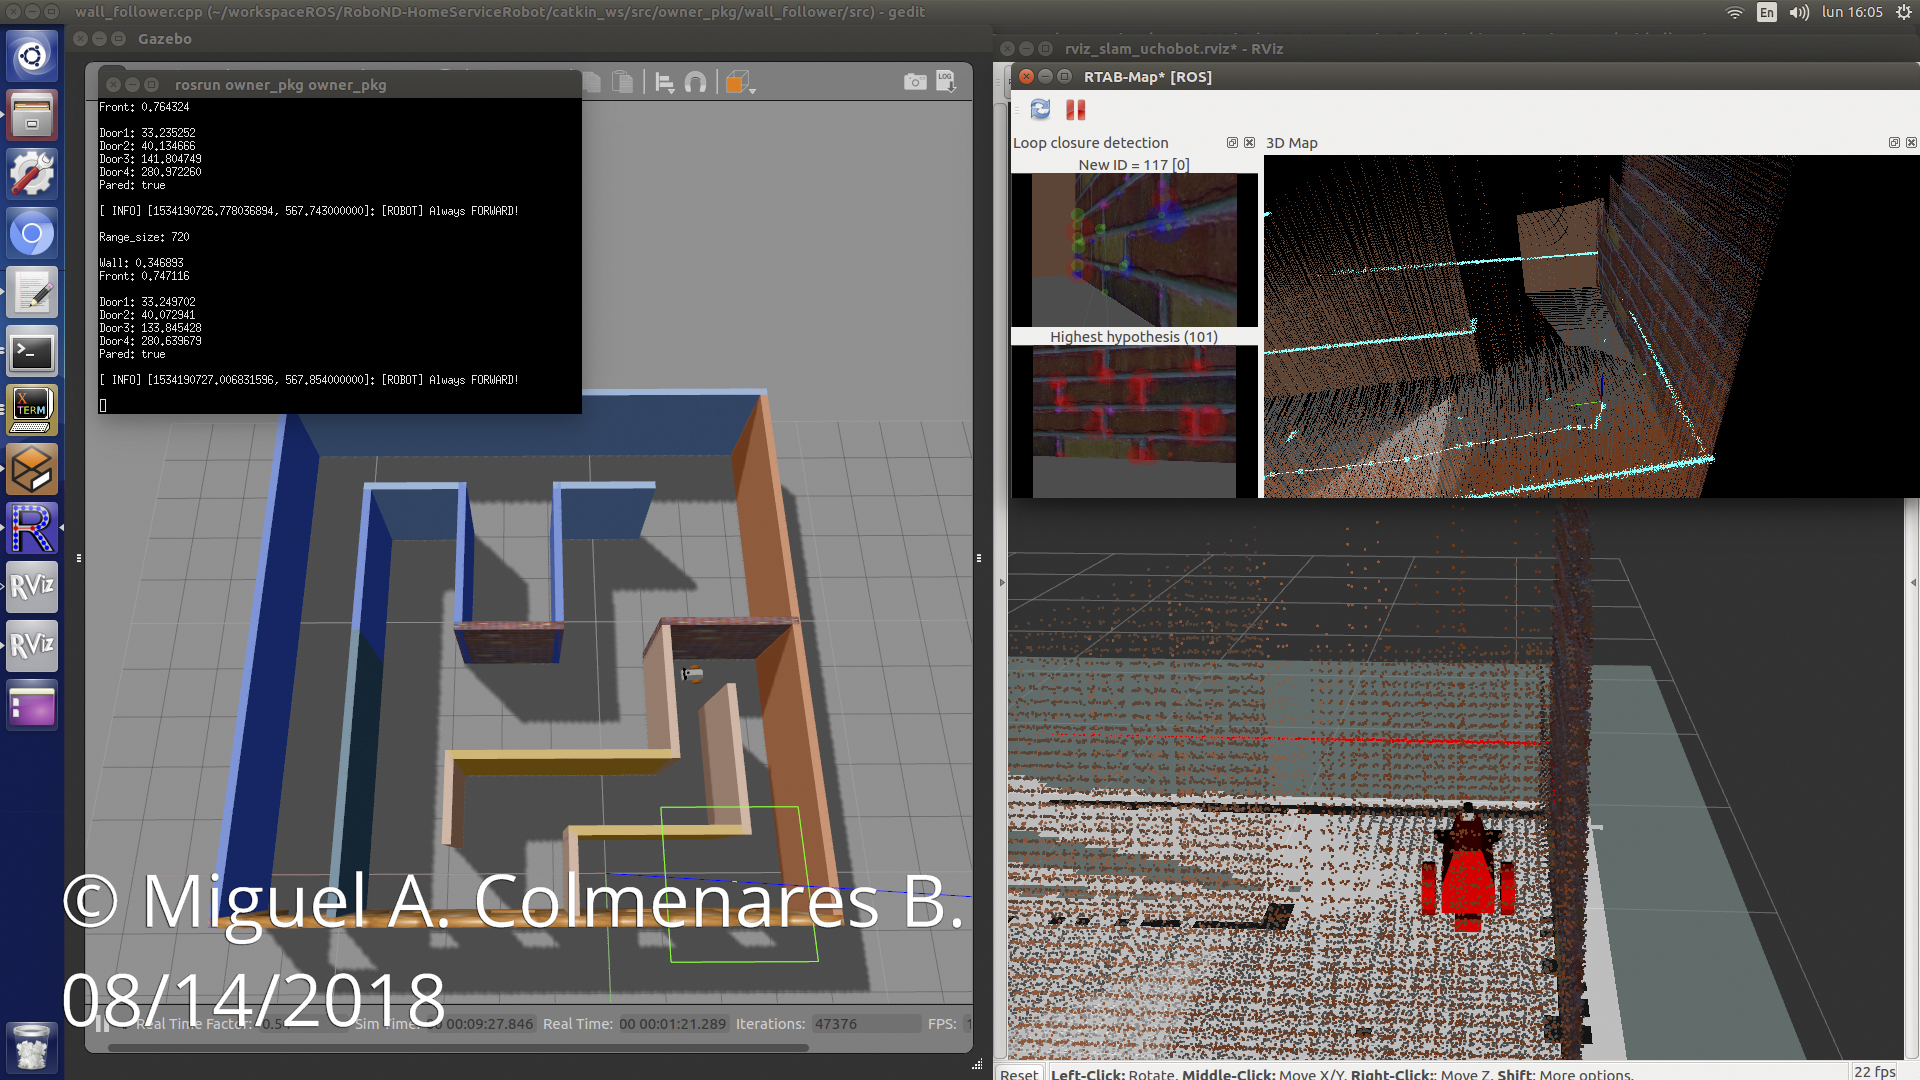 wall_follower.cpp (~/workspaceROS/RoboND-HomeServiceRobot/catkin_ws/src/owner_pkg/wall_follower/src) - gedit
En
lun 16:05
Gazebo
rviz_slam_uchobot.rviz* - RViz
rosrun owner_pkg owner_pkg
LOG
Front: 0.764324
Door1: 33.235252
Door2: 40.134666
Door3: 141.804749
Door4: 280.972260
Pared: true
[ INFO] [1534190726.778036894, 567.743000000]: [ROBOT] Always FORWARD!
Range_size: 720
Wall: 0.346893
Front: 0.747116
Door1: 33.249702
Door2: 40.072941
Door3: 133.845428
Door4: 280.639679
Pared: true
[ INFO] [1534190727.006831596, 567.854000000]: [ROBOT] Always FORWARD!
RTAB-Map* [ROS]
Loop closure detection
3D Map
New ID = 117 [0]
Highest hypothesis (101)
X
TERM
R
RViz
RViz
© Miguel A. Colmenares B.
08/14/2018
Real Time Factor:
Sim Time: 00 00:09:27.846
Real Time: 00 00:01:21.289
Iterations: 47376
FPS:
Reset
Left-Click: Rotate. Middle-Click: Move X/Y. Right-Click:: Move Z. Shift: More options.
22 fps